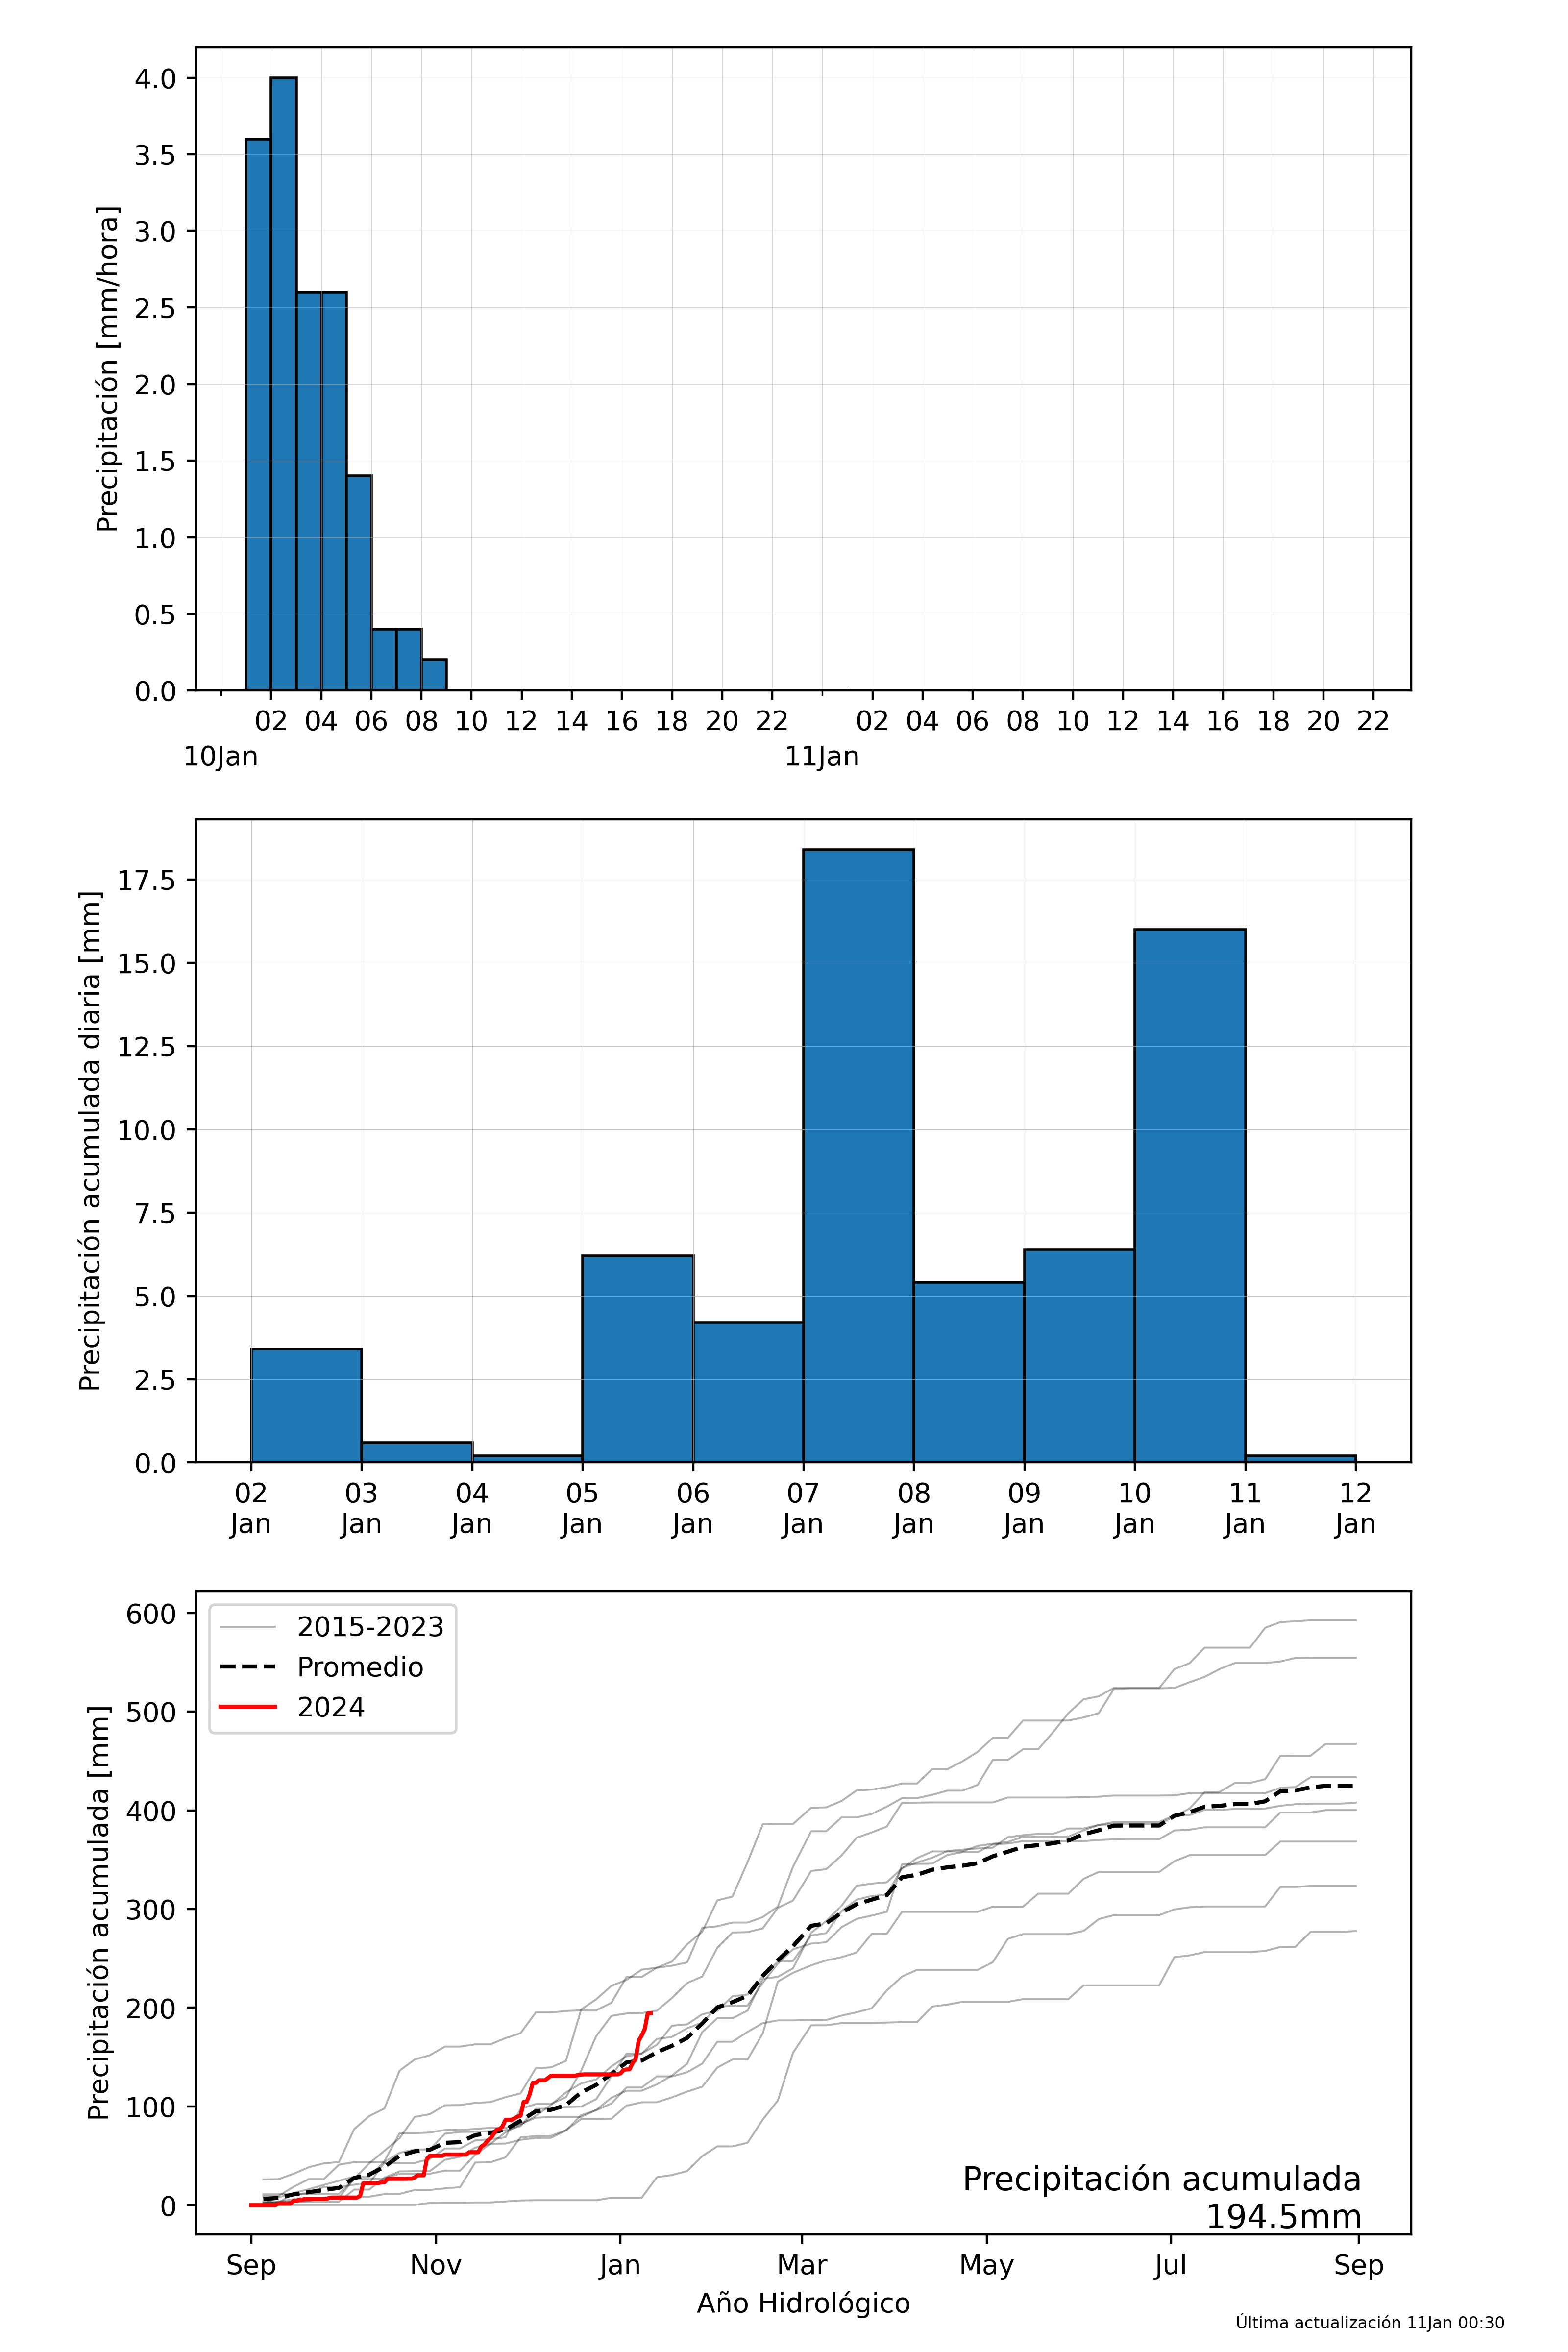 4.0
3.5
3.0
2.5
2.0
1.5
1.0
0.5
0.0
Precipitación [mm/hora]
02 04 06 08 10 12 14 16 18 20 22 02 04 06 08 10 12 14 16 18 20 22
10Jan 11Jan
17.5
15.0
12.5
10.0
7.5
5.0
2.5
0.0
Precipitación acumulada diaria [mm]
02 03 04 05 06 07 08 09 10 11 12
Jan Jan Jan Jan Jan Jan Jan Jan Jan Jan Jan
600
500
400
300
200
100
0
Precipitación acumulada [mm]
2015-2023
Promedio
2024
Precipitación acumulada
194.5mm
Sep Nov Jan Mar May Jul Sep
Año Hidrológico
Última actualización 11Jan 00:30